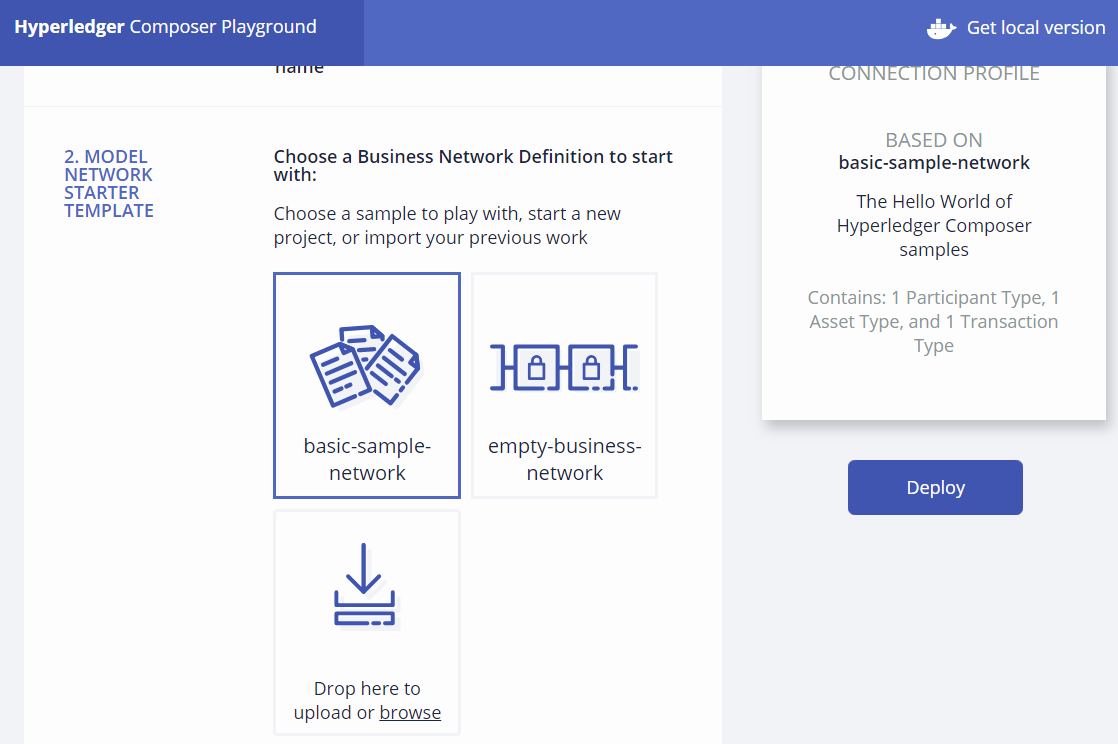 Hyperledger Composer Playground
Get local version
name
2. MODEL
NETWORK
STARTER
TEMPLATE
Choose a Business Network Definition to start
with:
Choose a sample to play with, start a new
project, or import your previous work
basic-sample-
network
empty-business-
network
Drop here to
upload or browse
CONNECTION PROFILE
BASED ON
basic-sample-network
The Hello World of
Hyperledger Composer
samples
Contains: 1 Participant Type, 1
Asset Type, and 1 Transaction
Type
Deploy